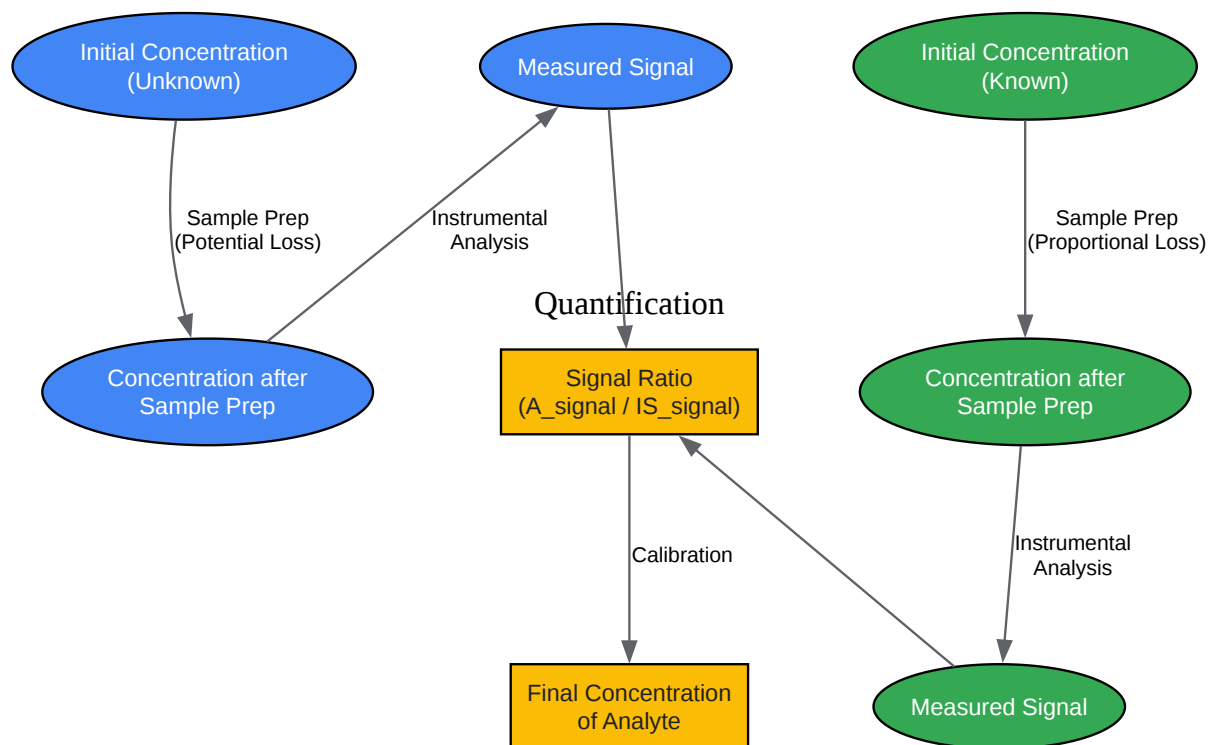 Initial Concentration
(Unknown)
Measured Signal
Initial Concentration
(Known)
Sample Prep
(Potential Loss)
Instrumental
Analysis
Sample Prep
(Proportional Loss)
Quantification
Concentration after
Sample Prep
Signal Ratio
(A_signal / IS_signal)
Concentration after
Sample Prep
Calibration
Instrumental
Analysis
Final Concentration
of Analyte
Measured Signal